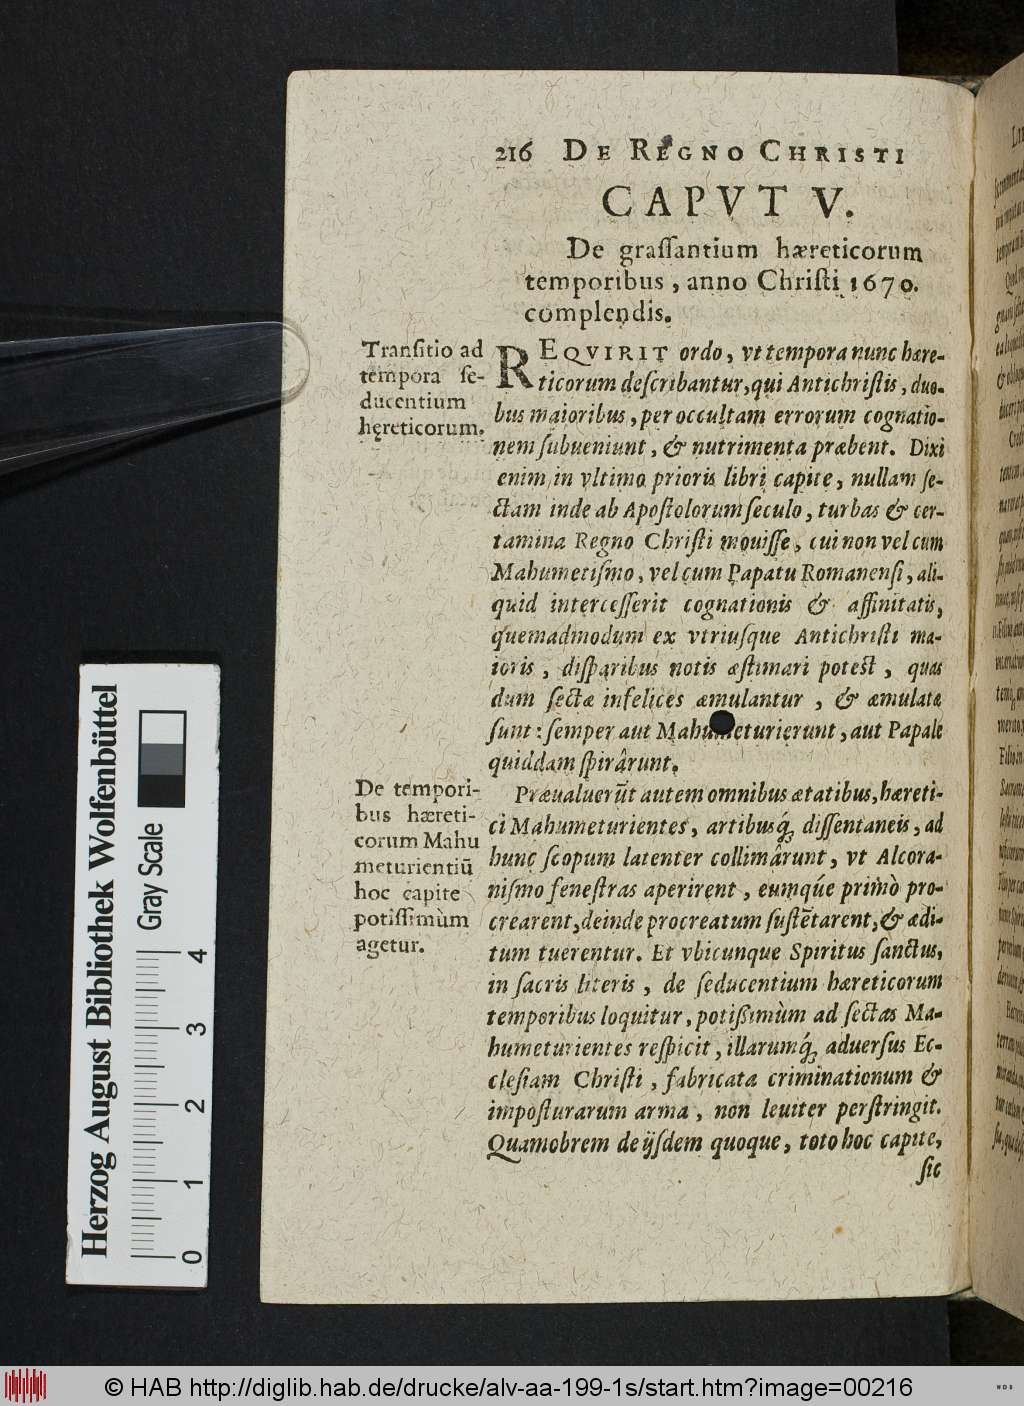 216 DE REGNO CHRISTI
CAPVT V.
De graſſantium hæreticorum
temporibus, anno Chriſti 1670.
complendis.
Tranſitio ad
tempora ſe-
ducentium
hęreticorum.
REQVIRIT ordo, vt tempora nunc hære-
ticorum deſcribantur, qui Antichriſtis, duo-
bus maioribus, per occultam errorum cognatio-
nem ſubueniunt, & nutrimenta præbent. Dixi
enim in vltimo prioris libri capite, nullam ſe-
ctam inde ab Apoſtolorum ſeculo, turbas & cer-
tamina Regno Chriſti mouiſſe, cui non vel cum
Mahumetiſmo, vel cum Papatu Romanenſi, ali-
quid interceſſerit cognationis & affinitatis,
quemadmodum ex vtriuſque Antichriſti ma-
ioris, diſparibus notis æſtimari poteſt, quas
dum ſectæ infelices æmulantur, & æmulatæ
ſunt: ſemper aut Mahumeturierunt, aut Papale
quiddam ſpirârunt.
De tempori-
bus hæreti-
corum Mahu
meturientiũ
hoc capite
potiſſimùm
agetur.
Præualuerũt autem omnibus ætatibus, hæreti-
ci Mahumeturientes, artibusq́; diſſentaneis, ad
hunc ſcopum latenter collimârunt, vt Alcora-
niſmo feneſtras aperirent, eumq́ue primò pro-
crearent, deinde procreatum ſuſtẽtarent, & ædi-
tum tuerentur. Et vbicunque Spiritus ſanctus,
in ſacris literis, de ſeducentium hæreticorum
temporibus loquitur, potißimùm ad ſectas Ma-
humeturientes reſpicit, illarumq́; aduerſus Ec-
cleſiam Chriſti, fabricata criminationum &
impoſturarum arma, non leuiter perſtringit.
Quamobrem de ijſdem quoque, toto hoc capite,
ſic
Herzog August Bibliothek Wolfenbüttel
Gray Scale
0 1 2 3 4
© HAB http://diglib.hab.de/drucke/alv-aa-199-1s/start.htm?image=00216